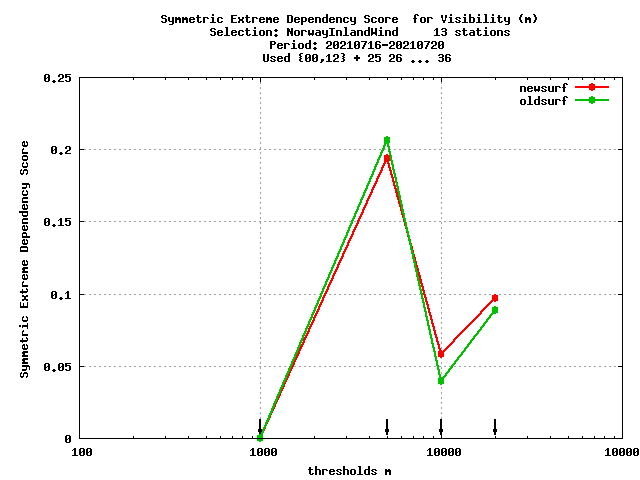 Symmetric Extreme Dependency Score  for Visibility (m)
Selection: NorwayInlandWind     13 stations
Period: 20210716-20210720
Used {00,12} + 25 26 ... 36
newsurf
oldsurf
Symmetric Extreme Dependency Score
0.25
0.2
0.15
0.1
0.05
0
100
1000
10000
10000
thresholds m